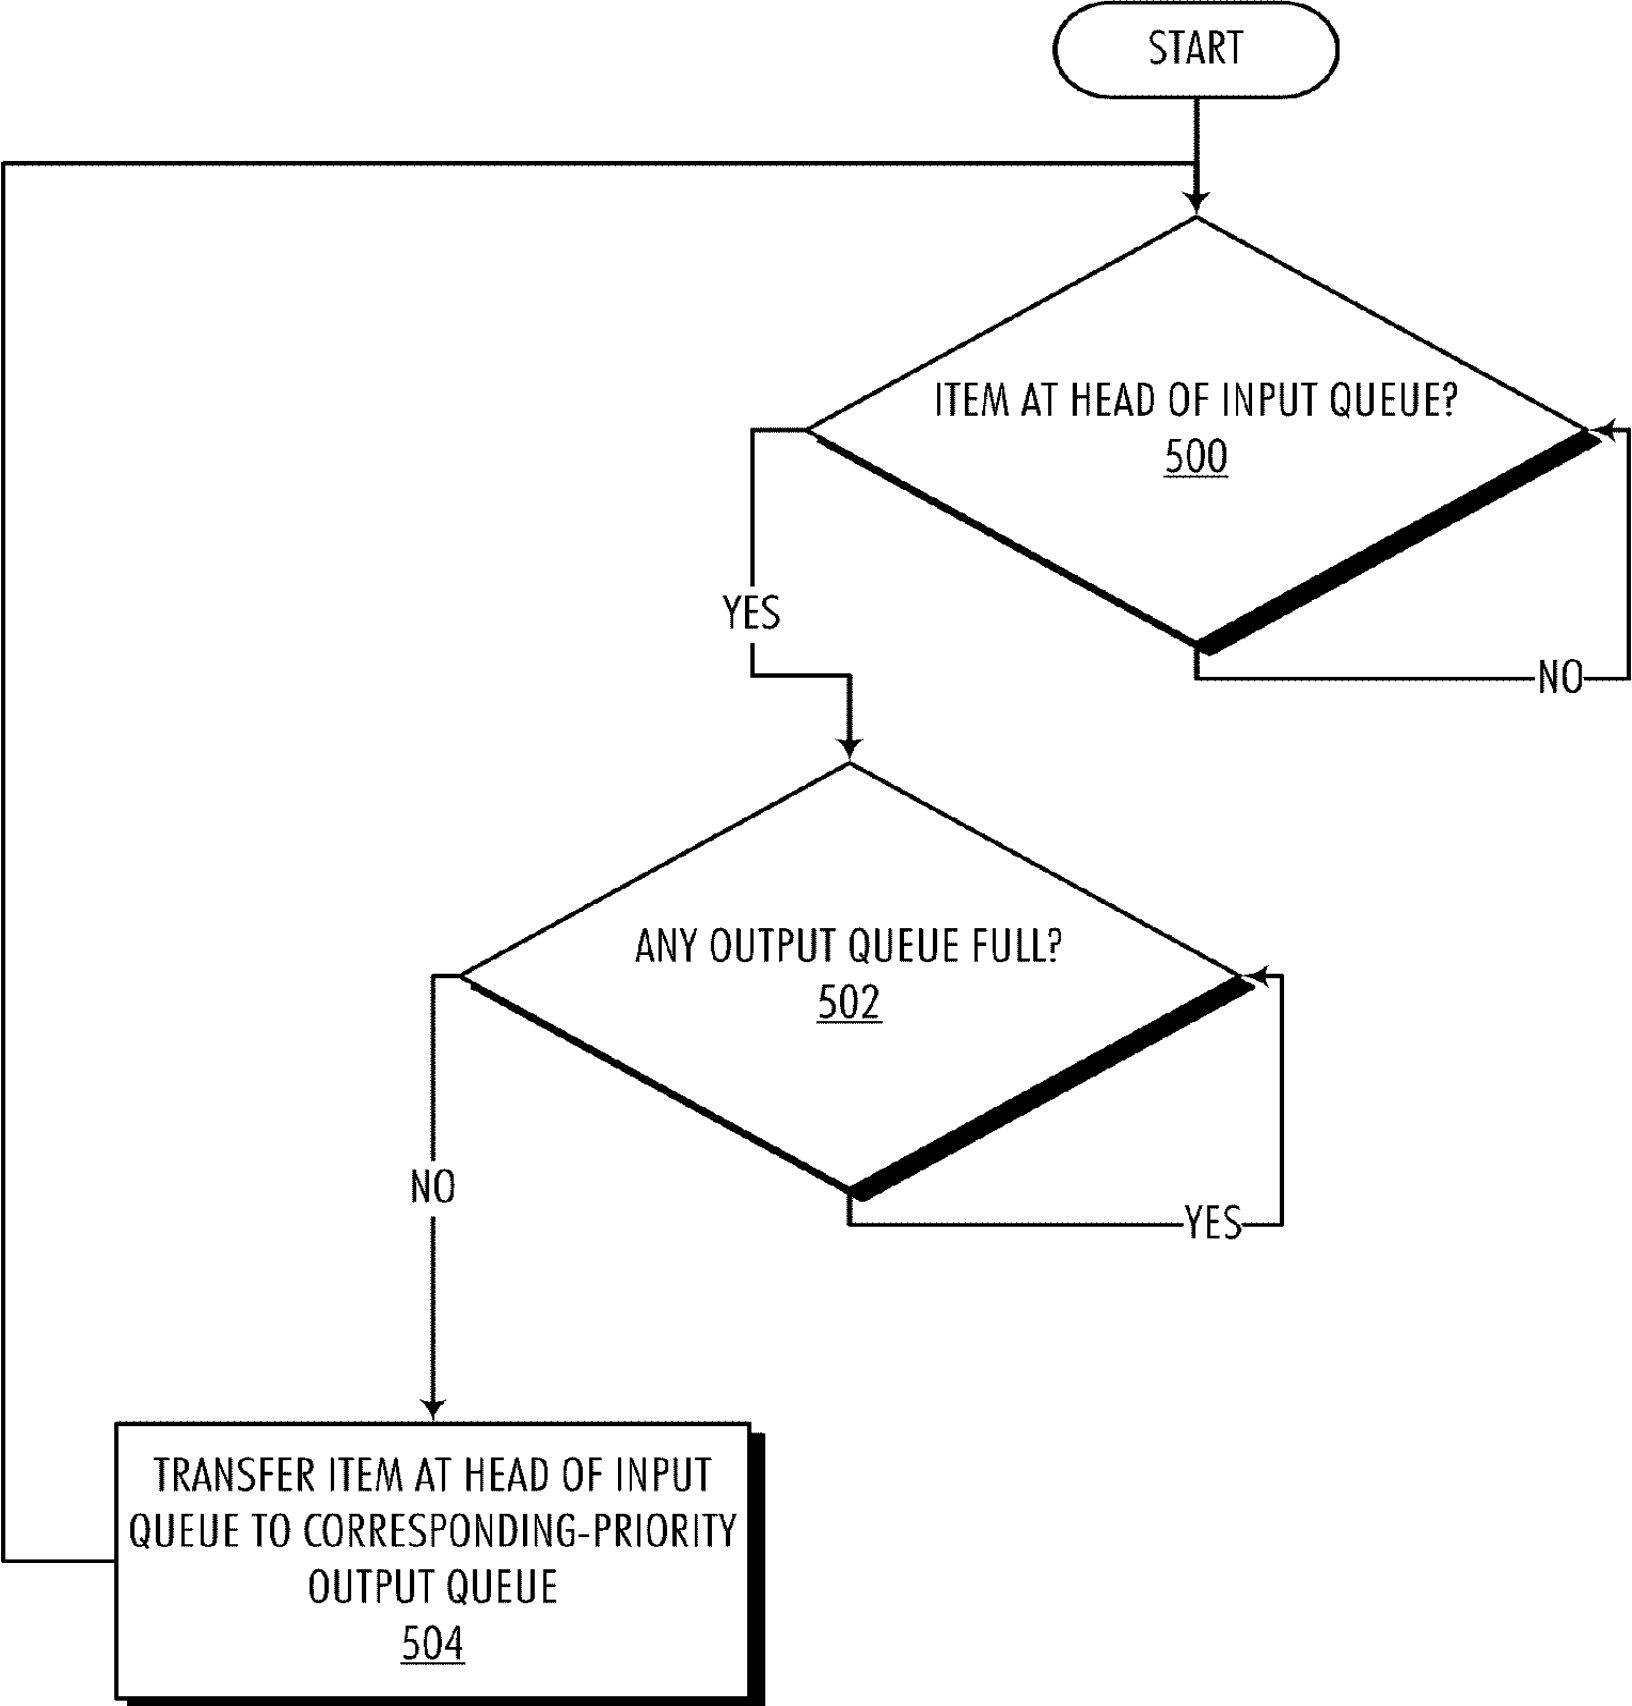 START
ITEM AT HEAD OF INPUT QUEUE?
500
YES
NO
ANY OUTPUT QUEUE FULL?
502
NO
YES
TRANSFER ITEM AT HEAD OF INPUT
QUEUE TO CORRESPONDING-PRIORITY
OUTPUT QUEUE
504